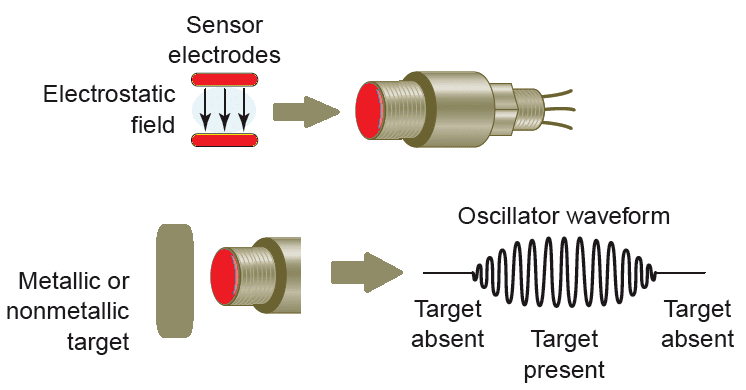 Sensor
electrodes
Electrostatic
field
Oscillator waveform
Metallic or
nonmetallic
target
Target
absent
Target
present
Target
absent